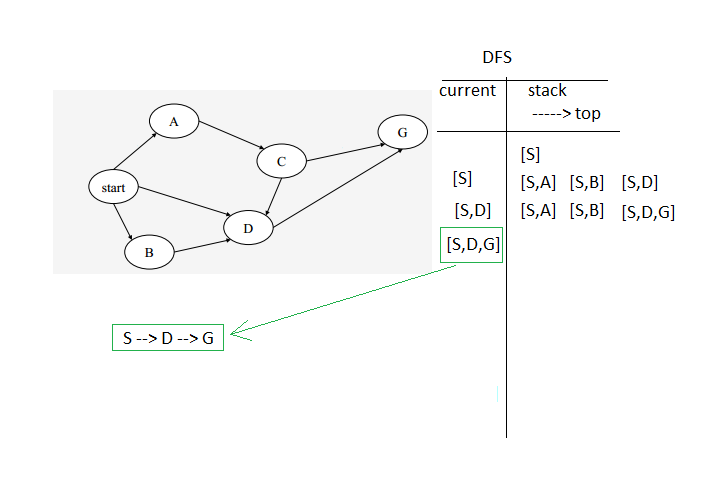 DFS
current stack
-----> top
A
G
C
start
D
B
[S]
[S] [S,A] [S,B] [S,D]
[S,D] [S,A] [S,B] [S,D,G]
[S,D,G]
S --> D --> G